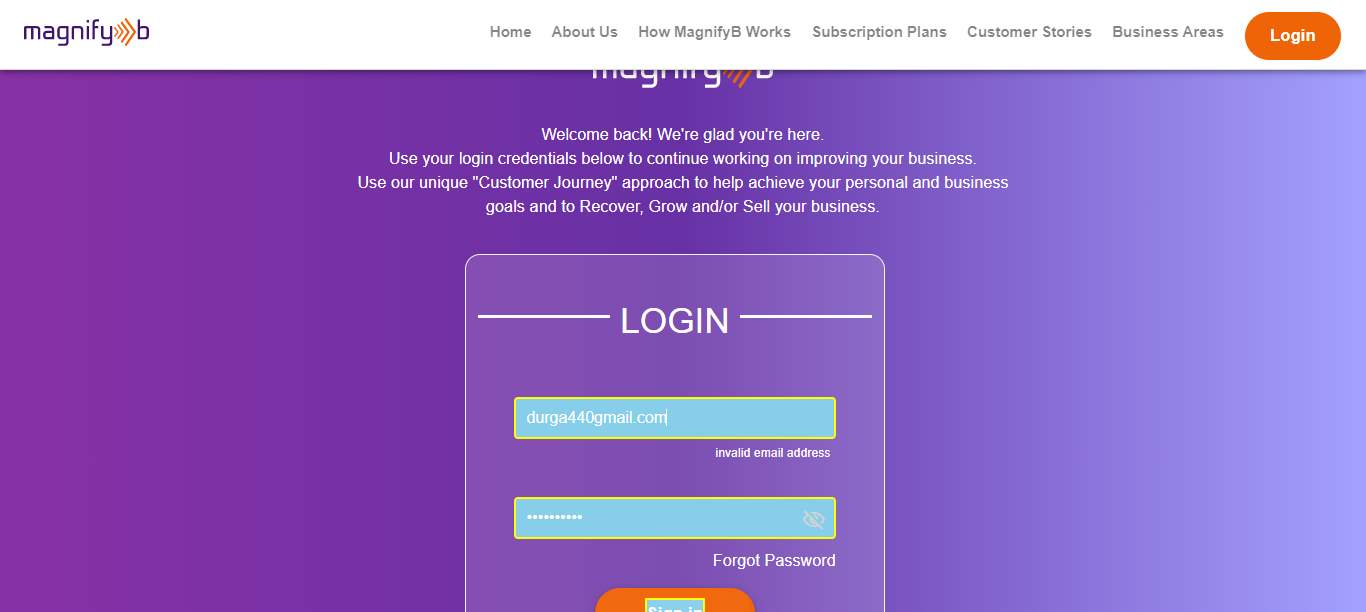 magnifyb
Home About Us How MagnifyB Works Subscription Plans Customer Stories Business Areas Login
magnifyb
Welcome back! We're glad you're here.
Use your login credentials below to continue working on improving your business.
Use our unique "Customer Journey" approach to help achieve your personal and business
goals and to Recover, Grow and/or Sell your business.
LOGIN
durga440gmail.com
invalid email address
••••••••••
Forgot Password
Sign in